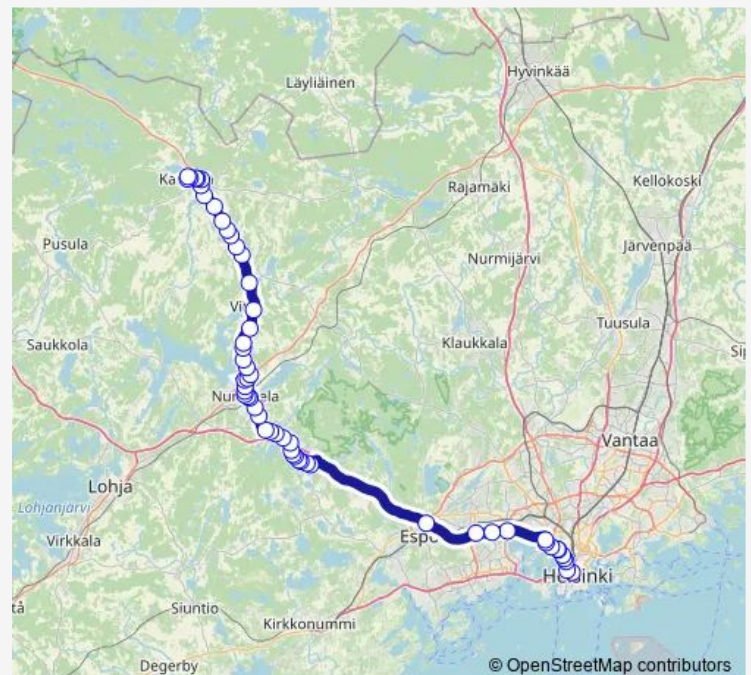 Hyvinkää
Läyliäinen
Kellokoski
Rajamäki
Pusula
Järvenpää
Nurmijärvi
Tuusula
Klaukkala
Saukkola
Vantaa
Lohja
Lohjanjärvi
Virkkala
Siuntio
Kirkkonummi
Degerby
© OpenStreetMap contributors